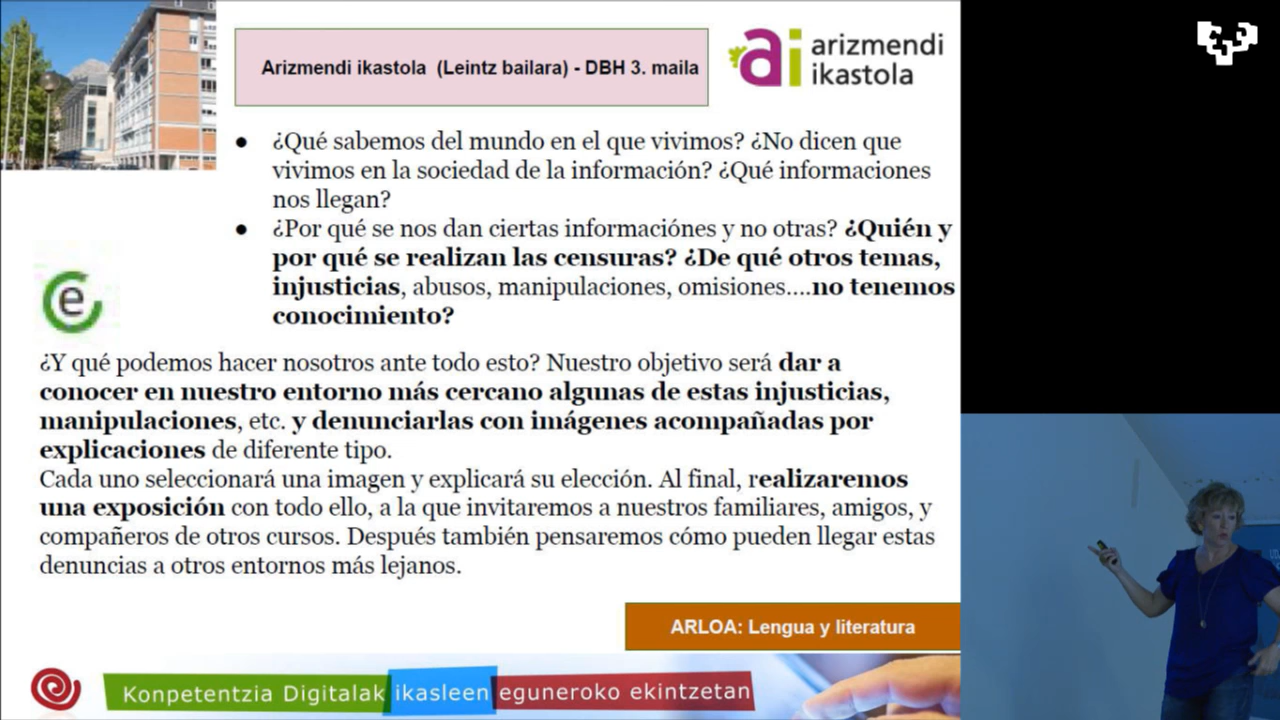 Arizmendi ikastola (Leintz bailara) - DBH 3. maila
ai arizmendi
ikastola
● ¿Qué sabemos del mundo en el que vivimos? ¿No dicen que
vivimos en la sociedad de la información? ¿Qué informaciones
nos llegan?
● ¿Por qué se nos dan ciertas informaciónes y no otras? ¿Quién y
por qué se realizan las censuras? ¿De qué otros temas,
injusticias, abusos, manipulaciones, omisiones....no tenemos
conocimiento?
e
¿Y qué podemos hacer nosotros ante todo esto? Nuestro objetivo será dar a
conocer en nuestro entorno más cercano algunas de estas injusticias,
manipulaciones, etc. y denunciarlas con imágenes acompañadas por
explicaciones de diferente tipo.
Cada uno seleccionará una imagen y explicará su elección. Al final, realizaremos
una exposición con todo ello, a la que invitaremos a nuestros familiares, amigos, y
compañeros de otros cursos. Después también pensaremos cómo pueden llegar estas
denuncias a otros entornos más lejanos.
ARLOA: Lengua y literatura
Konpetentzia Digitalak ikasleen eguneroko ekintzetan